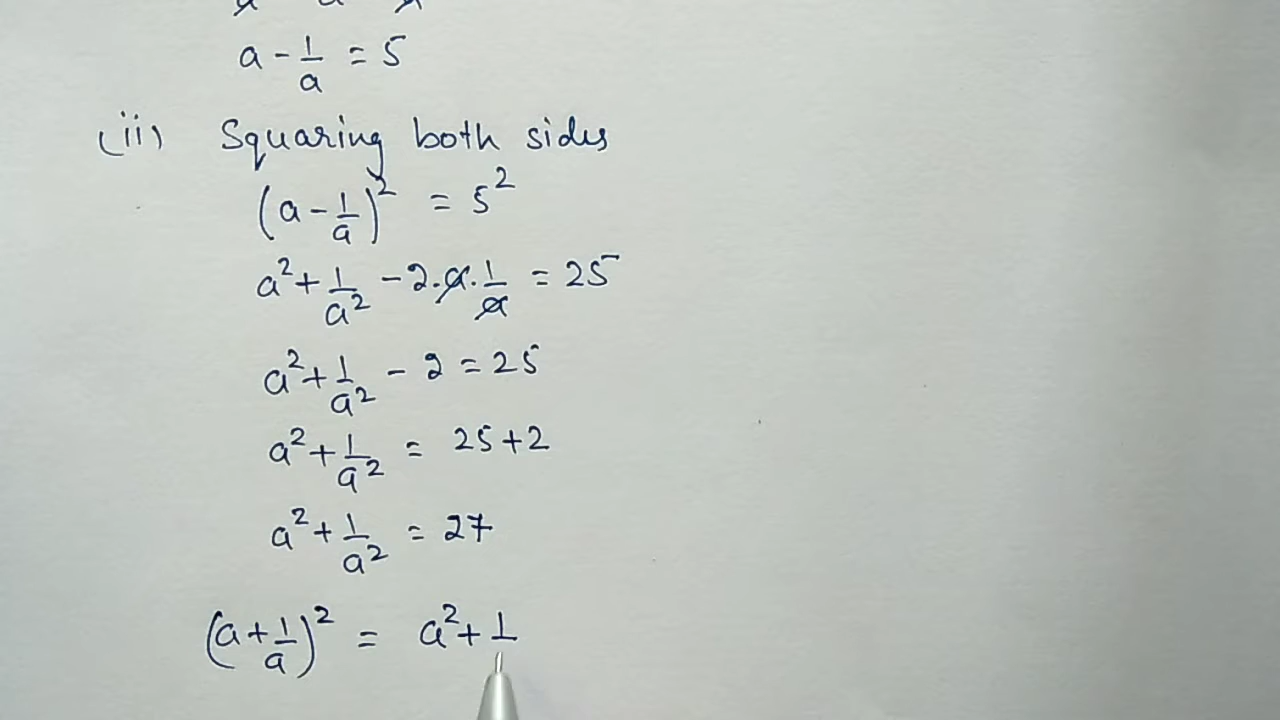 a - 1/a = 5
(ii) Squaring both sides
(a - 1/a)² = 5²
a² + 1/a² - 2·a·1/a = 25
a² + 1/a² - 2 = 25
a² + 1/a² = 25+2
a² + 1/a² = 27
(a + 1/a)² = a² + 1